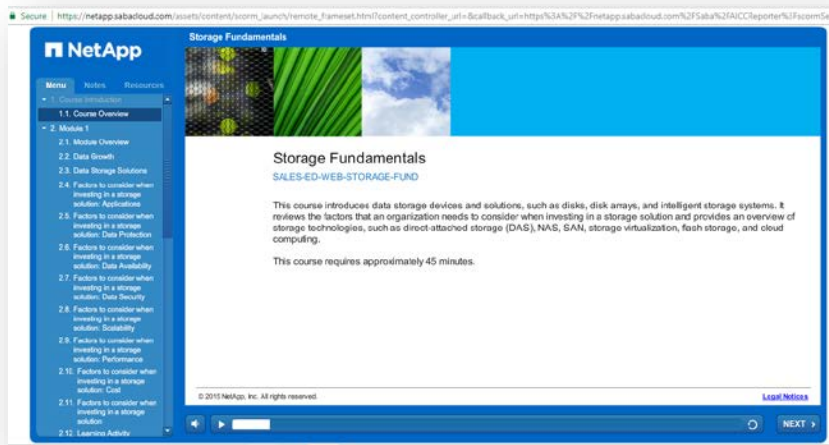 Secure | https://netapp.sabacloud.com/assets/content/scorm_launch/remote_frameset.html?content_controller_url=&callback_url=https%3A%2F%2Fnetapp.sabacloud.com%2FSaba%2FAICCReporter%3FscormSe
NetApp
Storage Fundamentals
Menu Notes Resources
1. Course Introduction
1.1. Course Overview
2. Module 1
2.1. Module Overview
2.2. Data Growth
2.3. Data Storage Solutions
2.4. Factors to consider when
investing in a storage
solution: Applications
2.5. Factors to consider when
investing in a storage
solution: Data Protection
2.6. Factors to consider when
investing in a storage
solution: Data Availability
2.7. Factors to consider when
investing in a storage
solution: Data Security
2.8. Factors to consider when
investing in a storage
solution: Scalability
2.9. Factors to consider when
investing in a storage
solution: Performance
2.10. Factors to consider when
investing in a storage
solution: Cost
2.11. Factors to consider when
investing in a storage
solution
2.12. Learning Activity
Storage Fundamentals
SALES-ED-WEB-STORAGE-FUND
This course introduces data storage devices and solutions, such as disks, disk arrays, and intelligent storage systems. It
reviews the factors that an organization needs to consider when investing in a storage solution and provides an overview of
storage technologies, such as direct-attached storage (DAS), NAS, SAN, storage virtualization, flash storage, and cloud
computing.
This course requires approximately 45 minutes.
© 2015 NetApp, Inc. All rights reserved.
Legal Notices
NEXT >